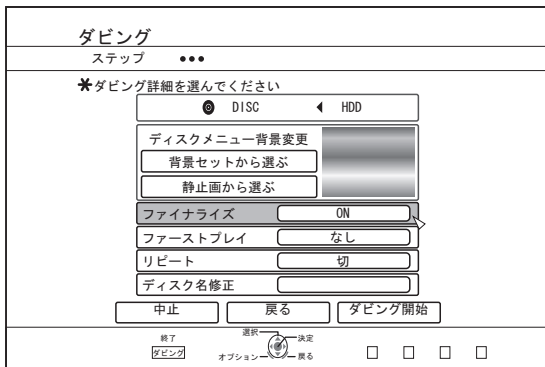 ダビング
ステップ
*ダビング詳細を選んでください
DISC HDD
ディスクメニュー背景変更
背景セットから選ぶ
静止画から選ぶ
ファイナライズ ON
ファーストプレイ なし
リピート 切
ディスク名修正
中止 戻る ダビング開始
終了 選択 決定
ダビング オプション 戻る